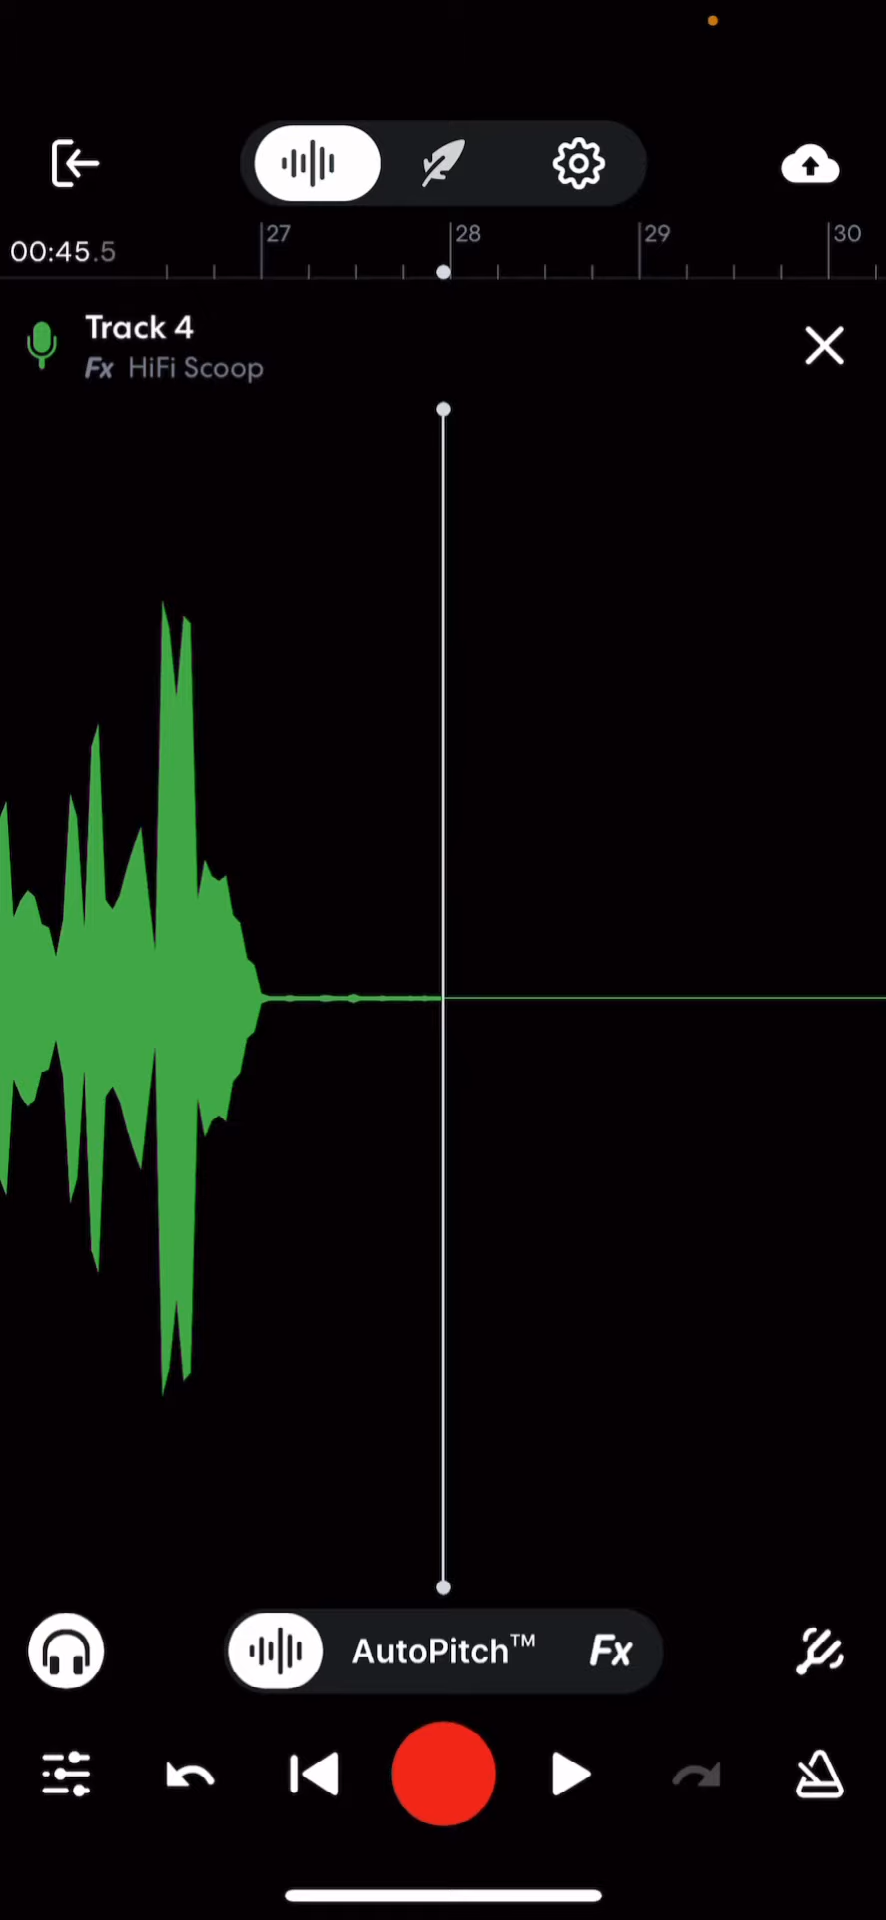 27 28 29 30
00:45.5
Track 4
Fx HiFi Scoop
AutoPitch™ Fx